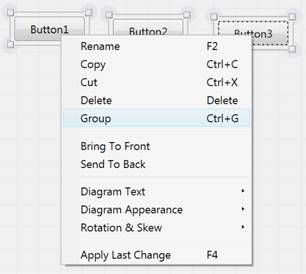 Button1 Button2 Button3
Rename F2
Copy Ctrl+C
Cut Ctrl+X
Delete Delete
Group Ctrl+G
Bring To Front
Send To Back
Diagram Text
Diagram Appearance
Rotation & Skew
Apply Last Change F4